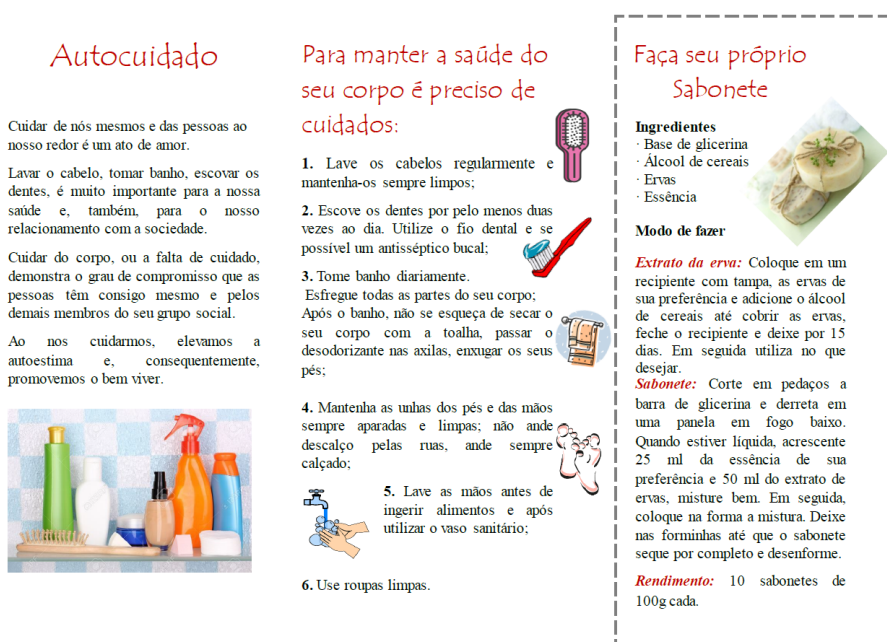 Autocuidado
Cuidar de nós mesmos e das pessoas ao
nosso redor é um ato de amor.
Lavar o cabelo, tomar banho, escovar os
dentes, é muito importante para a nossa
saúde e, também, para o nosso
relacionamento com a sociedade.
Cuidar do corpo, ou a falta de cuidado,
demonstra o grau de compromisso que as
pessoas têm consigo mesmo e pelos
demais membros do seu grupo social.
Ao nos cuidarmos, elevamos a
autoestima e, consequentemente,
promovemos o bem viver.
Para manter a saúde do
seu corpo é preciso de
cuidados:
1. Lave os cabelos regularmente e
mantenha-os sempre limpos;
2. Escove os dentes por pelo menos duas
vezes ao dia. Utilize o fio dental e se
possível um antisséptico bucal;
3. Tome banho diariamente.
Esfregue todas as partes do seu corpo;
Após o banho, não se esqueça de secar o
seu corpo com a toalha, passar o
desodorizante nas axilas, enxugar os seus
pés;
4. Mantenha as unhas dos pés e das mãos
sempre aparadas e limpas; não ande
descalço pelas ruas, ande sempre
calçado;
5. Lave as mãos antes de
ingerir alimentos e após
utilizar o vaso sanitário;
6. Use roupas limpas.
Faça seu próprio
Sabonete
Ingredientes
· Base de glicerina
· Álcool de cereais
· Ervas
· Essência
Modo de fazer
Extrato da erva: Coloque em um
recipiente com tampa, as ervas de
sua preferência e adicione o álcool
de cereais até cobrir as ervas,
feche o recipiente e deixe por 15
dias. Em seguida utiliza no que
desejar.
Sabonete: Corte em pedaços a
barra de glicerina e derreta em
uma panela em fogo baixo.
Quando estiver líquida, acrescente
25 ml da essência de sua
preferência e 50 ml do extrato de
ervas, misture bem. Em seguida,
coloque na forma a mistura. Deixe
nas forminhas até que o sabonete
seque por completo e desenforme.
Rendimento: 10 sabonetes de
100g cada.